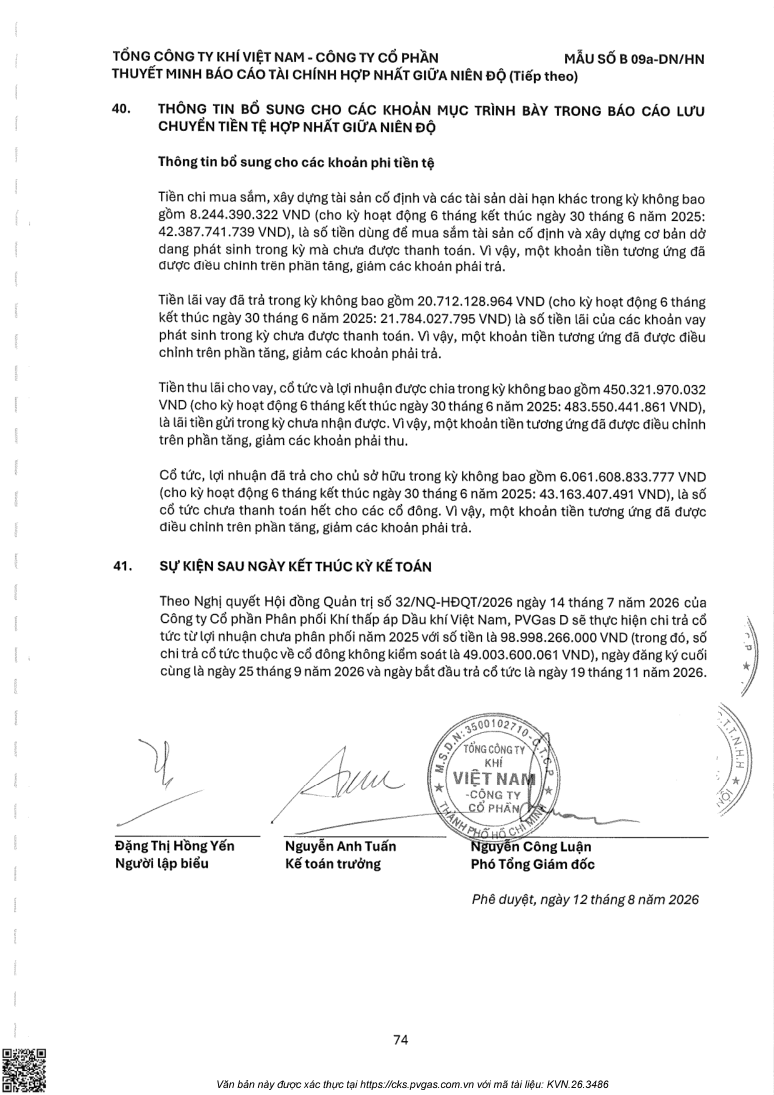 TỔNG CÔNG TY KHÍ VIỆT NAM - CÔNG TY CỔ PHẦN MẪU SỐ B 09a-DN/HN
THUYẾT MINH BÁO CÁO TÀI CHÍNH HỢP NHẤT GIỮA NIÊN ĐỘ (Tiếp theo)
40. THÔNG TIN BỔ SUNG CHO CÁC KHOẢN MỤC TRÌNH BÀY TRONG BÁO CÁO LƯU
CHUYỂN TIỀN TỆ HỢP NHẤT GIỮA NIÊN ĐỘ
Thông tin bổ sung cho các khoản phi tiền tệ
Tiền chi mua sắm, xây dựng tài sản cố định và các tài sản dài hạn khác trong kỳ không bao
gồm 8.244.390.322 VND (cho kỳ hoạt động 6 tháng kết thúc ngày 30 tháng 6 năm 2025:
42.387.741.739 VND), là số tiền dùng để mua sắm tài sản cố định và xây dựng cơ bản dở
dang phát sinh trong kỳ mà chưa được thanh toán. Vì vậy, một khoản tiền tương ứng đã
được điều chỉnh trên phần tăng, giảm các khoản phải trả.
Tiền lãi vay đã trả trong kỳ không bao gồm 20.712.128.964 VND (cho kỳ hoạt động 6 tháng
kết thúc ngày 30 tháng 6 năm 2025: 21.784.027.795 VND) là số tiền lãi của các khoản vay
phát sinh trong kỳ chưa được thanh toán. Vì vậy, một khoản tiền tương ứng đã được điều
chỉnh trên phần tăng, giảm các khoản phải trả.
Tiền thu lãi cho vay, cổ tức và lợi nhuận được chia trong kỳ không bao gồm 450.321.970.032
VND (cho kỳ hoạt động 6 tháng kết thúc ngày 30 tháng 6 năm 2025: 483.550.441.861 VND),
là lãi tiền gửi trong kỳ chưa nhận được. Vì vậy, một khoản tiền tương ứng đã được điều chỉnh
trên phần tăng, giảm các khoản phải thu.
Cổ tức, lợi nhuận đã trả cho chủ sở hữu trong kỳ không bao gồm 6.061.608.833.777 VND
(cho kỳ hoạt động 6 tháng kết thúc ngày 30 tháng 6 năm 2025: 43.163.407.491 VND), là số
cổ tức chưa thanh toán hết cho các cổ đông. Vì vậy, một khoản tiền tương ứng đã được
điều chỉnh trên phần tăng, giảm các khoản phải trả.
41. SỰ KIỆN SAU NGÀY KẾT THÚC KỲ KẾ TOÁN
Theo Nghị quyết Hội đồng Quản trị số 32/NQ-HĐQT/2026 ngày 14 tháng 7 năm 2026 của
Công ty Cổ phần Phân phối Khí thấp áp Dầu khí Việt Nam, PVGas D sẽ thực hiện chi trả cổ
tức từ lợi nhuận chưa phân phối năm 2025 với số tiền là 98.998.266.000 VND (trong đó, số
chi trả cổ tức thuộc về cổ đông không kiểm soát là 49.003.600.061 VND), ngày đăng ký cuối
cùng là ngày 25 tháng 9 năm 2026 và ngày bắt đầu trả cổ tức là ngày 19 tháng 11 năm 2026.
M.S.D.N: 3500102710 - C.T.C.P
TỔNG CÔNG TY
KHÍ
VIỆT NAM
-CÔNG TY
CỔ PHẦN
THÀNH PHỐ HỒ CHÍ MINH
C.P
T.T.N.H.H
NỘI
Đặng Thị Hồng Yến Nguyễn Anh Tuấn Nguyễn Công Luận
Người lập biểu Kế toán trưởng Phó Tổng Giám đốc
Phê duyệt, ngày 12 tháng 8 năm 2026
74
Văn bản này được xác thực tại https://cks.pvgas.com.vn với mã tài liệu: KVN.26.3486